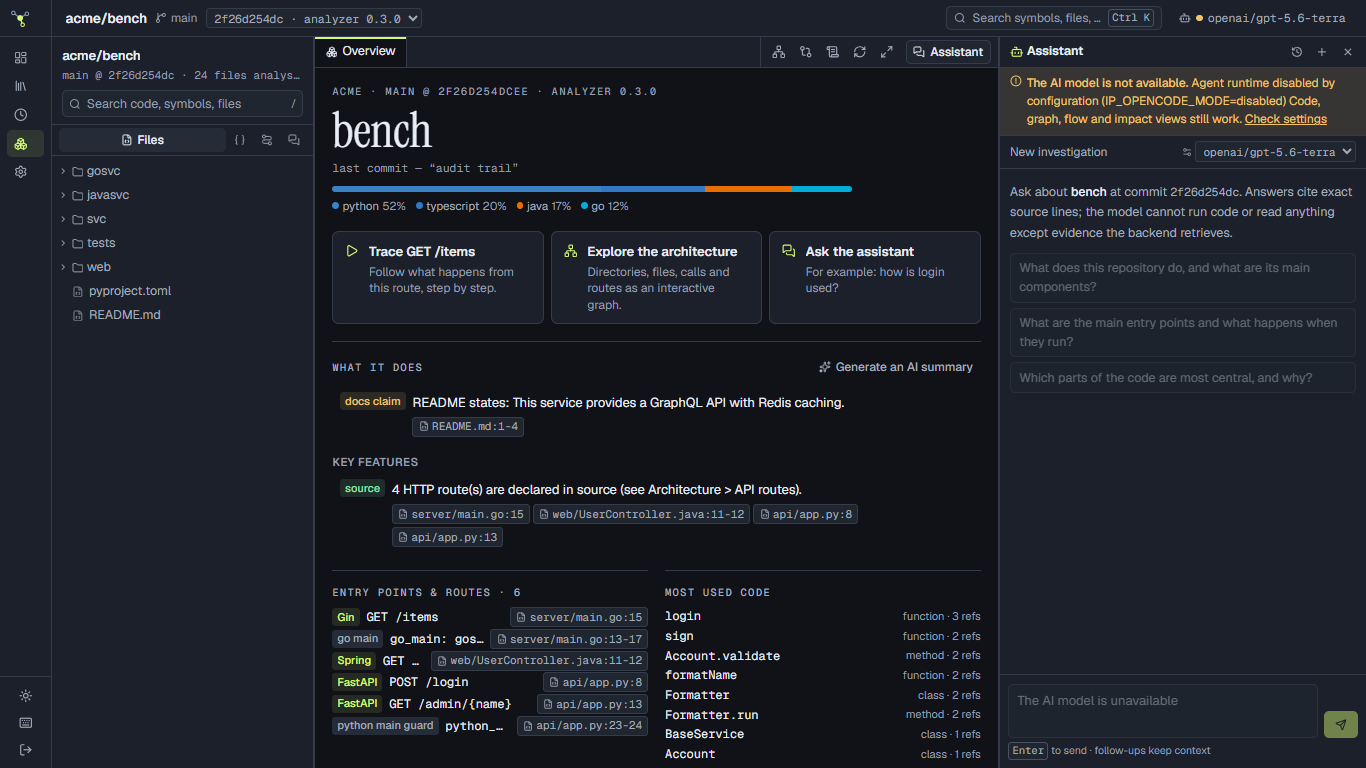 acme/bench main 2f26d254dc · analyzer 0.3.0 Search symbols, files, … Ctrl K openai/gpt-5.6-terra
acme/bench
main @ 2f26d254dc · 24 files analys…
Search code, symbols, files /
Files
gosvc
javasvc
svc
tests
web
pyproject.toml
README.md
Overview
Assistant
ACME · MAIN @ 2F26D254DCEE · ANALYZER 0.3.0
bench
last commit — “audit trail”
python 52% typescript 20% java 17% go 12%
Trace GET /items
Follow what happens from
this route, step by step.
Explore the architecture
Directories, files, calls and
routes as an interactive
graph.
Ask the assistant
For example: how is login
used?
WHAT IT DOES
Generate an AI summary
docs claim README states: This service provides a GraphQL API with Redis caching.
README.md:1-4
KEY FEATURES
source 4 HTTP route(s) are declared in source (see Architecture > API routes).
server/main.go:15 web/UserController.java:11-12 api/app.py:8
api/app.py:13
ENTRY POINTS & ROUTES · 6
Gin GET /items server/main.go:15
go main go_main: gos… server/main.go:13-17
Spring GET … web/UserController.java:11-12
FastAPI POST /login api/app.py:8
FastAPI GET /admin/{name} api/app.py:13
python main guard python_… api/app.py:23-24
MOST USED CODE
login function · 3 refs
sign function · 2 refs
Account.validate method · 2 refs
formatName function · 2 refs
Formatter class · 2 refs
Formatter.run method · 2 refs
BaseService class · 1 refs
Account class · 1 refs
Assistant
The AI model is not available. Agent runtime disabled by
configuration (IP_OPENCODE_MODE=disabled) Code,
graph, flow and impact views still work. Check settings
New investigation openai/gpt-5.6-terra
Ask about bench at commit 2f26d254dc. Answers cite exact
source lines; the model cannot run code or read anything
except evidence the backend retrieves.
What does this repository do, and what are its main
components?
What are the main entry points and what happens when
they run?
Which parts of the code are most central, and why?
The AI model is unavailable
Enter to send · follow-ups keep context